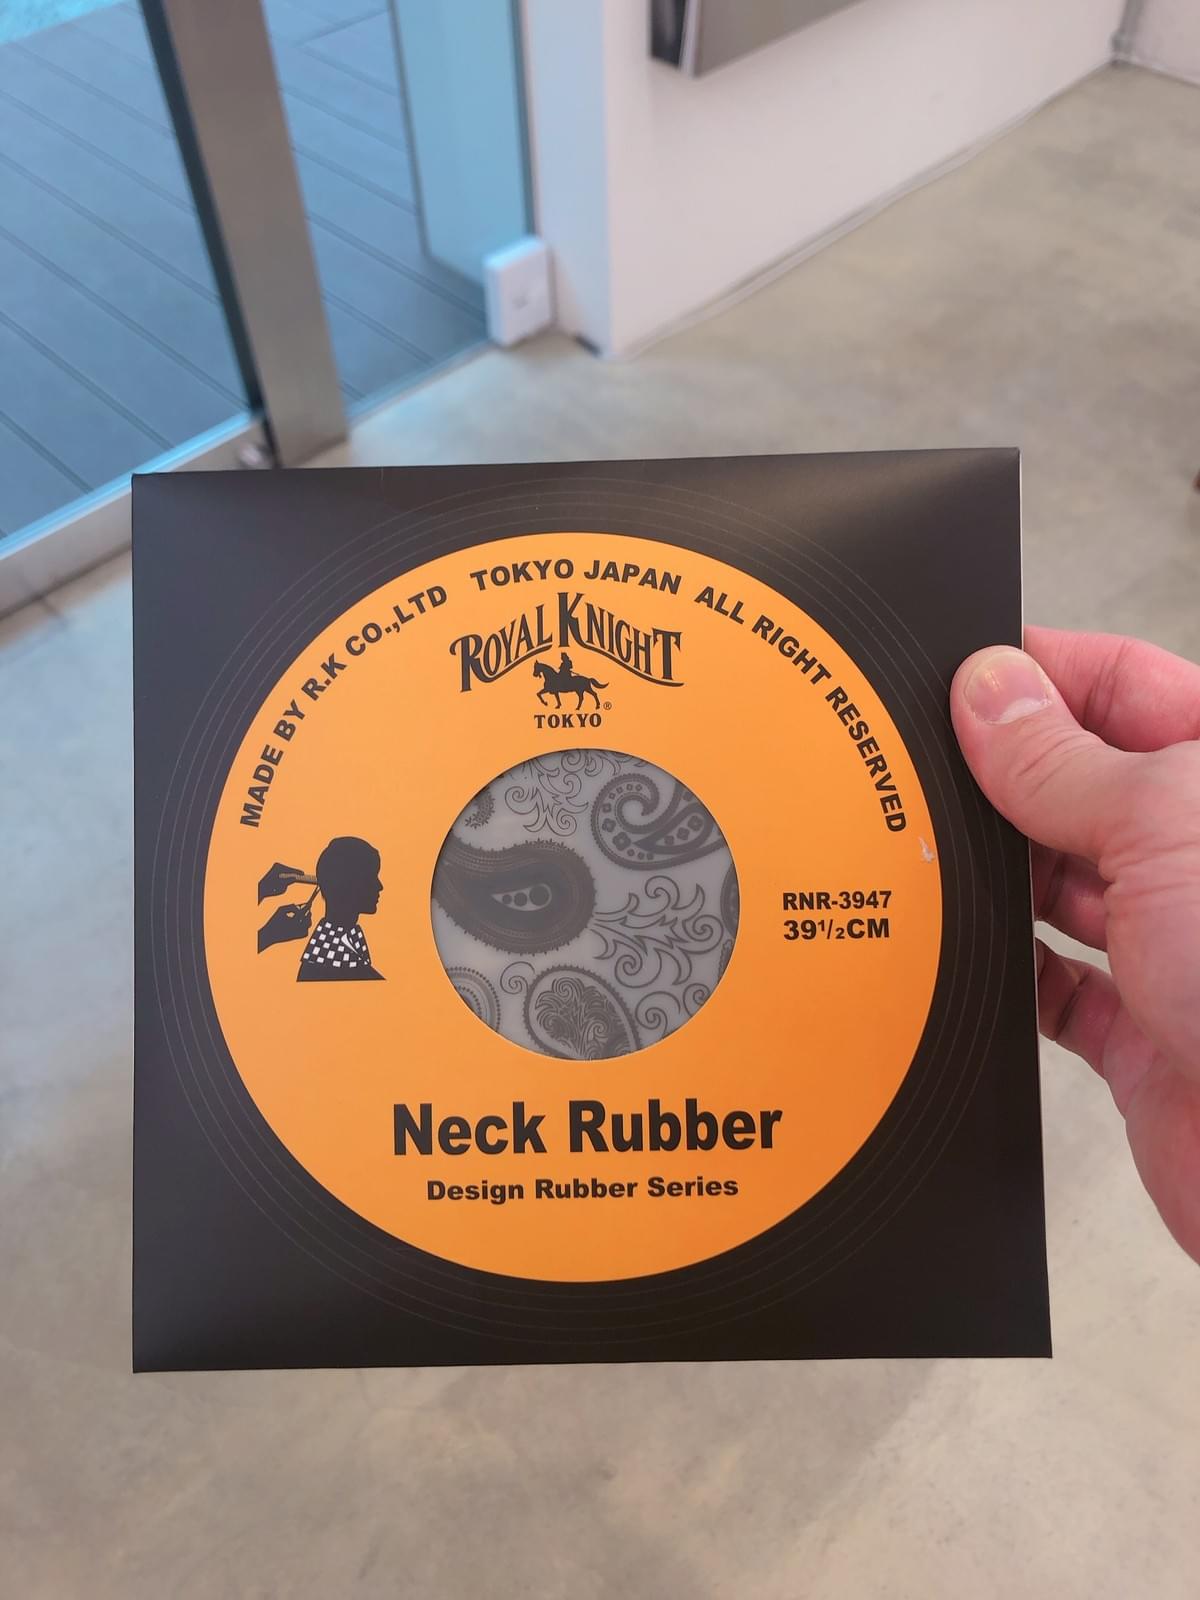 MADE BY R.K CO.,LTD TOKYO JAPAN ALL RIGHT RESERVED
ROYAL KNIGHT
®
TOKYO
RNR-3947
39¹/₂CM
Neck Rubber
Design Rubber Series